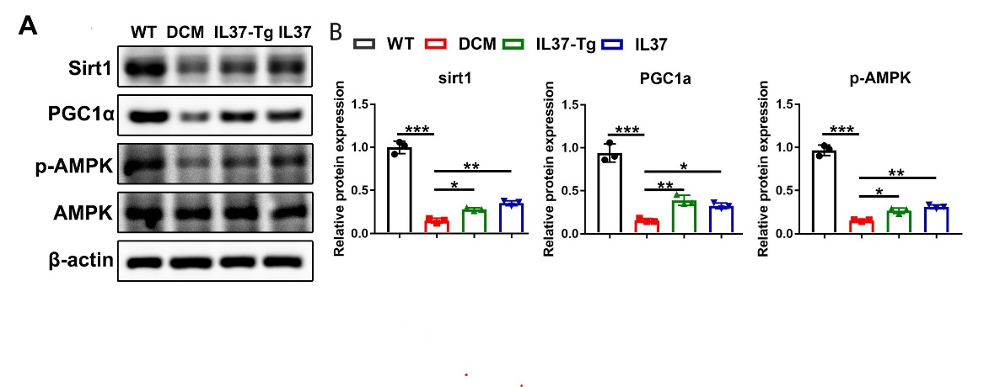 A
WT DCM IL37-Tg IL37
Sirt1
PGC1α
p-AMPK
AMPK
β-actin
B
WT DCM IL37-Tg IL37
sirt1
Relative protein expression
1.5
1.0
0.5
0.0
***
**
*
PGC1a
Relative protein expression
1.5
1.0
0.5
0.0
***
*
**
p-AMPK
Relative protein expression
1.5
1.0
0.5
0.0
***
**
*